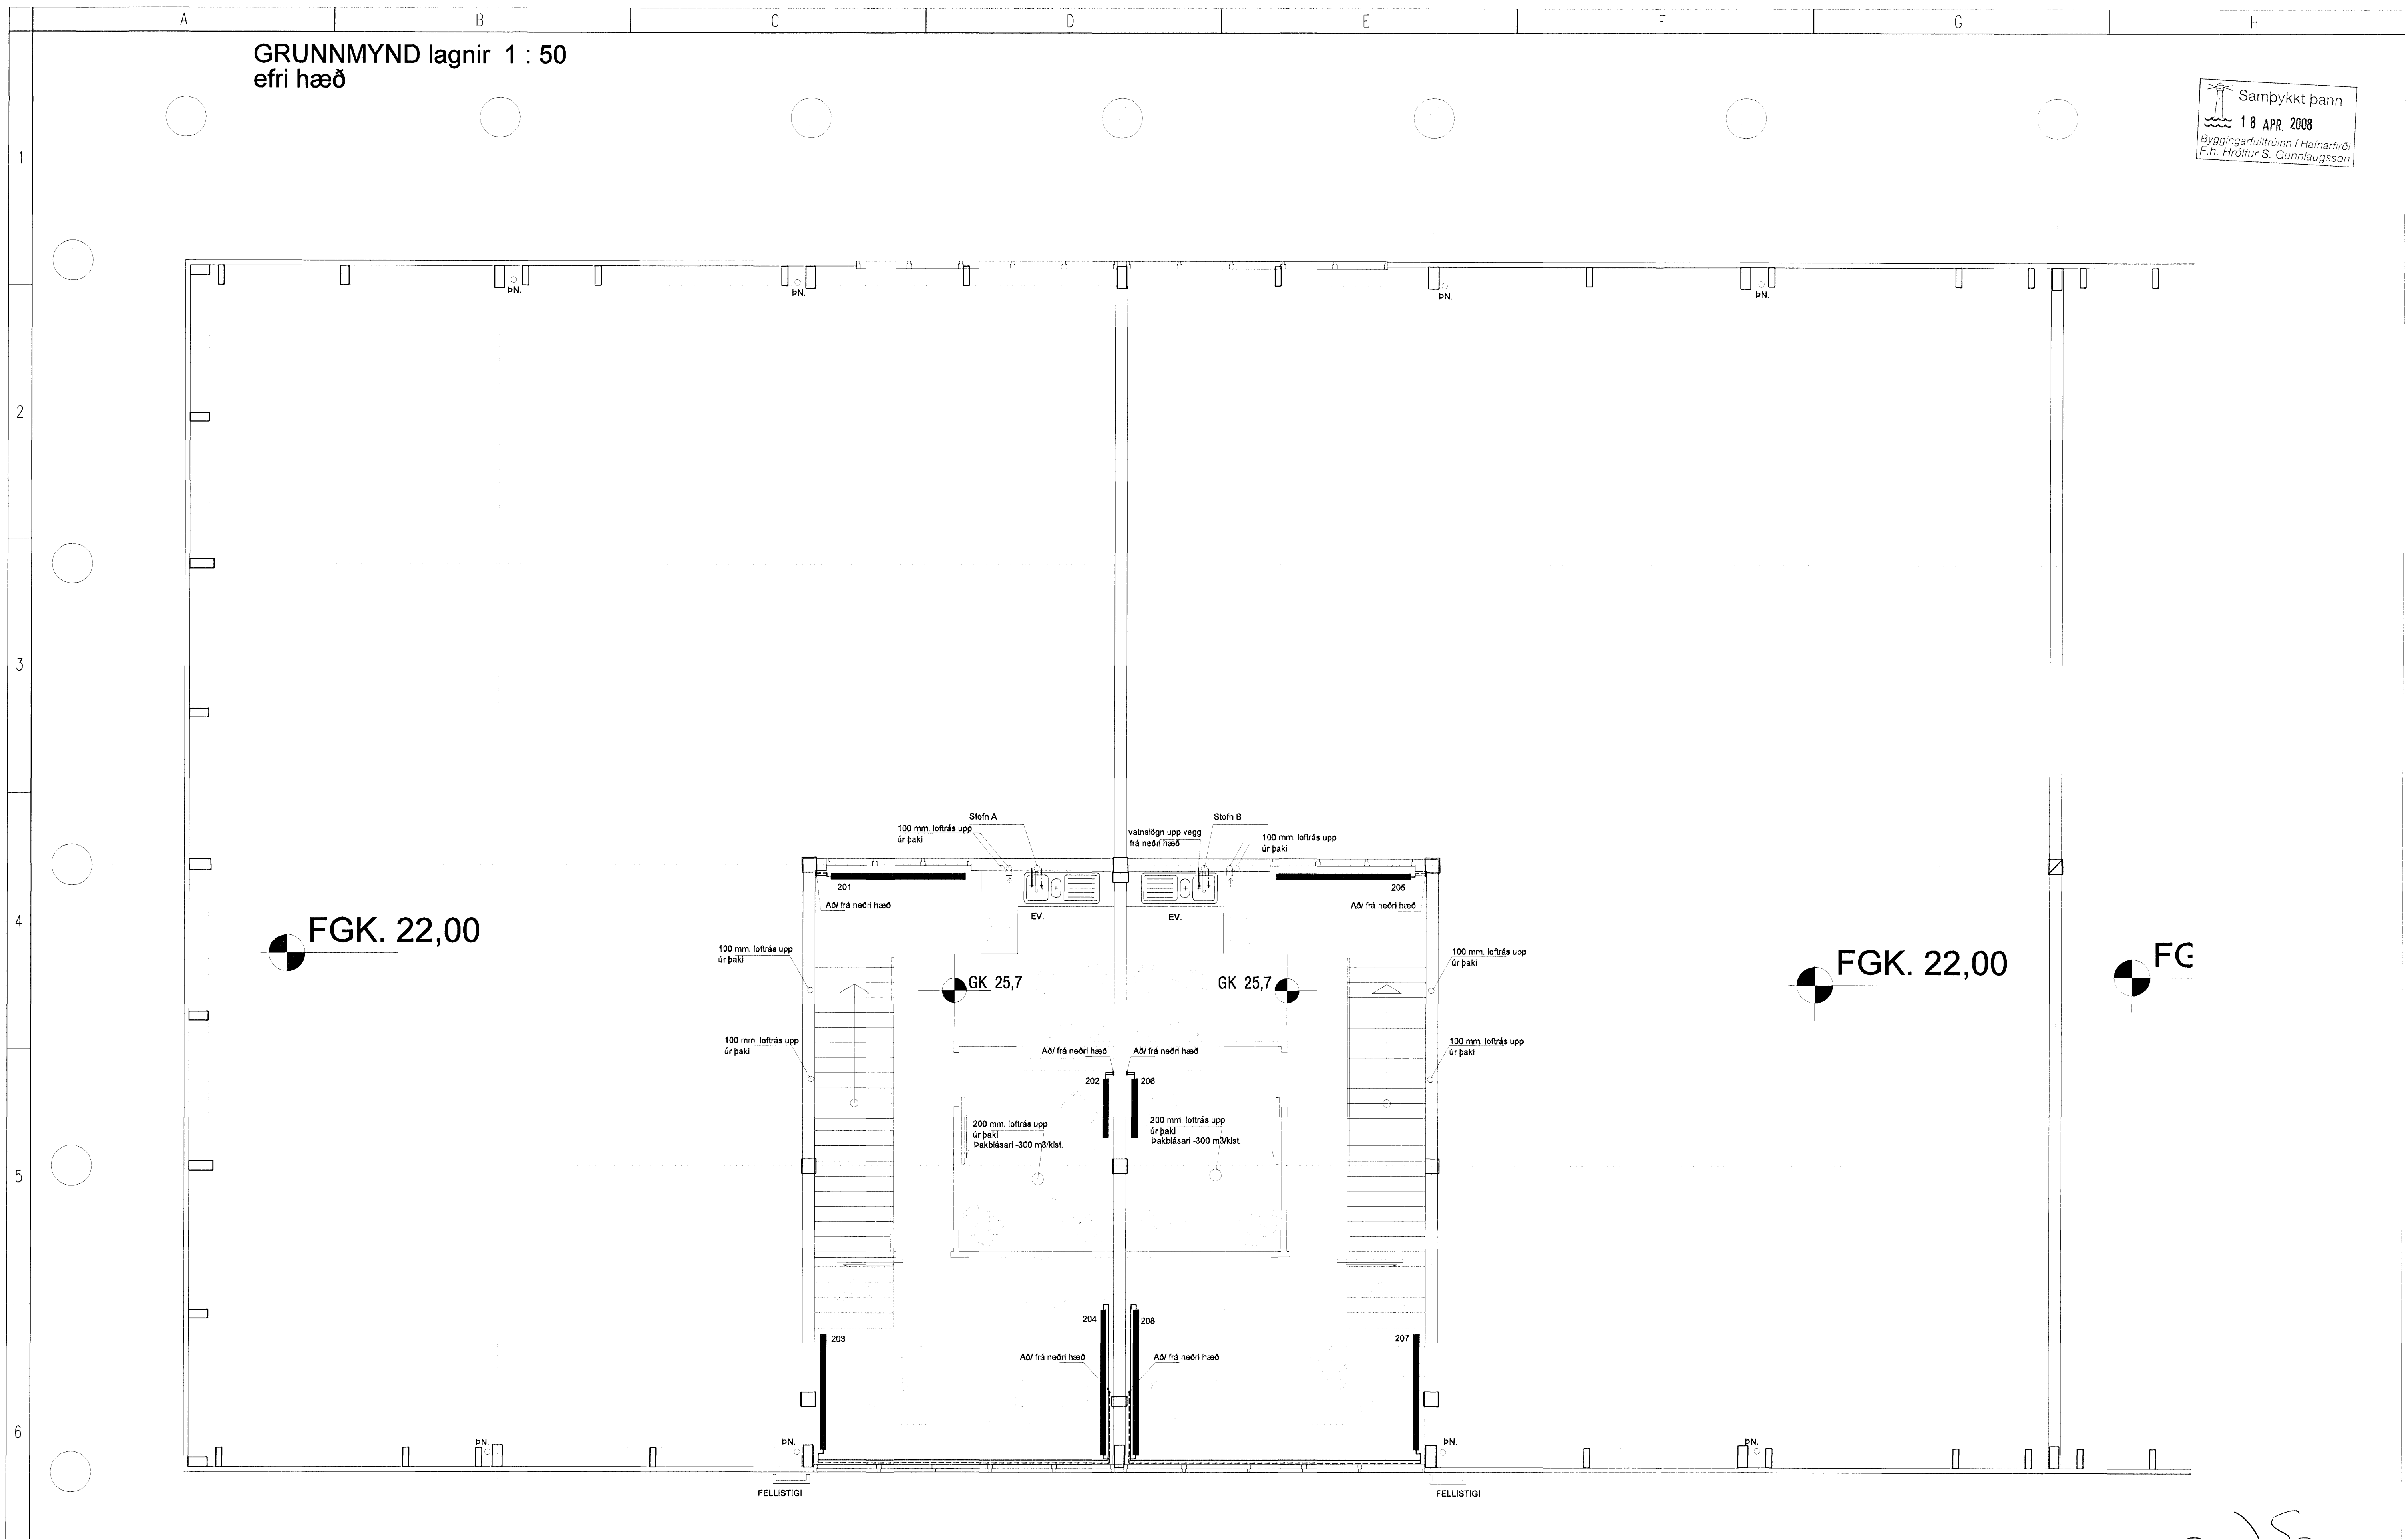 A B C D E F G H
GRUNNMYND lagnir 1 : 50
efri hæð
Samþykkt þann
18 APR. 2008
Byggingarfulltrúinn í Hafnarfirði
F.h. Hrólfur S. Gunnlaugsson
1
ÞN.
ÞN.
ÞN.
ÞN.
2
3
Stofn A
100 mm. loftrás upp
úr þaki
vatnslögn upp vegg
frá neðri hæð
Stofn B
100 mm. loftrás upp
úr þaki
201
Að/ frá neðri hæð
EV.
EV.
205
Að/ frá neðri hæð
4
FGK. 22,00
100 mm. loftrás upp
úr þaki
GK 25,7
GK 25,7
100 mm. loftrás upp
úr þaki
FGK. 22,00
FG
100 mm. loftrás upp
úr þaki
Að/ frá neðri hæð
Að/ frá neðri hæð
100 mm. loftrás upp
úr þaki
202
206
200 mm. loftrás upp
úr þaki
Þakblásari -300 m3/klst.
200 mm. loftrás upp
úr þaki
Þakblásari -300 m3/klst.
5
204
208
203
207
Að/ frá neðri hæð
Að/ frá neðri hæð
6
ÞN.
ÞN.
ÞN.
ÞN.
FELLISTIGI
FELLISTIGI